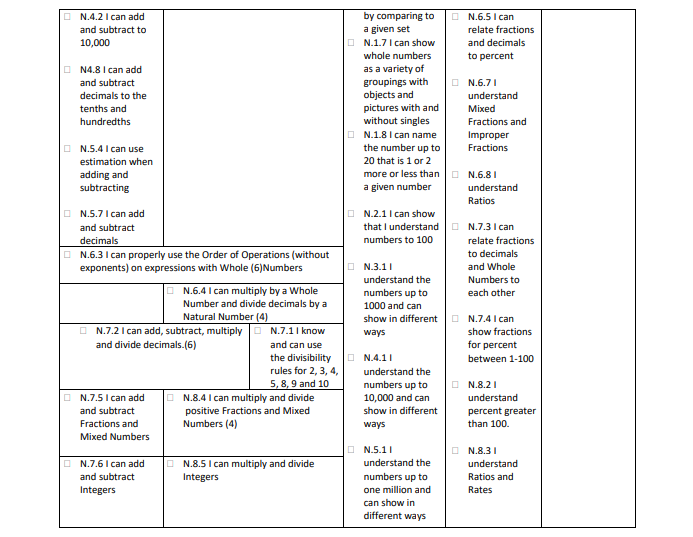 ☐ N.4.2 I can add
and subtract to
10,000
☐ N4.8 I can add
and subtract
decimals to the
tenths and
hundredths
☐ N.5.4 I can use
estimation when
adding and
subtracting
☐ N.5.7 I can add
and subtract
decimals
☐ N.6.3 I can properly use the Order of Operations (without
exponents) on expressions with Whole (6)Numbers
☐ N.6.4 I can multiply by a Whole
Number and divide decimals by a
Natural Number (4)
☐ N.7.2 I can add, subtract, multiply
and divide decimals.(6)
☐ N.7.1 I know
and can use
the divisibility
rules for 2, 3, 4,
5, 8, 9 and 10
☐ N.7.5 I can add
and subtract
Fractions and
Mixed Numbers
☐ N.8.4 I can multiply and divide
positive Fractions and Mixed
Numbers (4)
☐ N.7.6 I can add
and subtract
Integers
☐ N.8.5 I can multiply and divide
Integers
by comparing to
a given set
☐ N.1.7 I can show
whole numbers
as a variety of
groupings with
objects and
pictures with and
without singles
☐ N.1.8 I can name
the number up to
20 that is 1 or 2
more or less than
a given number
☐ N.2.1 I can show
that I understand
numbers to 100
☐ N.3.1 I
understand the
numbers up to
1000 and can
show in different
ways
☐ N.4.1 I
understand the
numbers up to
10,000 and can
show in different
ways
☐ N.5.1 I
understand the
numbers up to
one million and
can show in
different ways
☐ N.6.5 I can
relate fractions
and decimals
to percent
☐ N.6.7 I
understand
Mixed
Fractions and
Improper
Fractions
☐ N.6.8 I
understand
Ratios
☐ N.7.3 I can
relate fractions
to decimals
and Whole
Numbers to
each other
☐ N.7.4 I can
show fractions
for percent
between 1-100
☐ N.8.2 I
understand
percent greater
than 100.
☐ N.8.3 I
understand
Ratios and
Rates